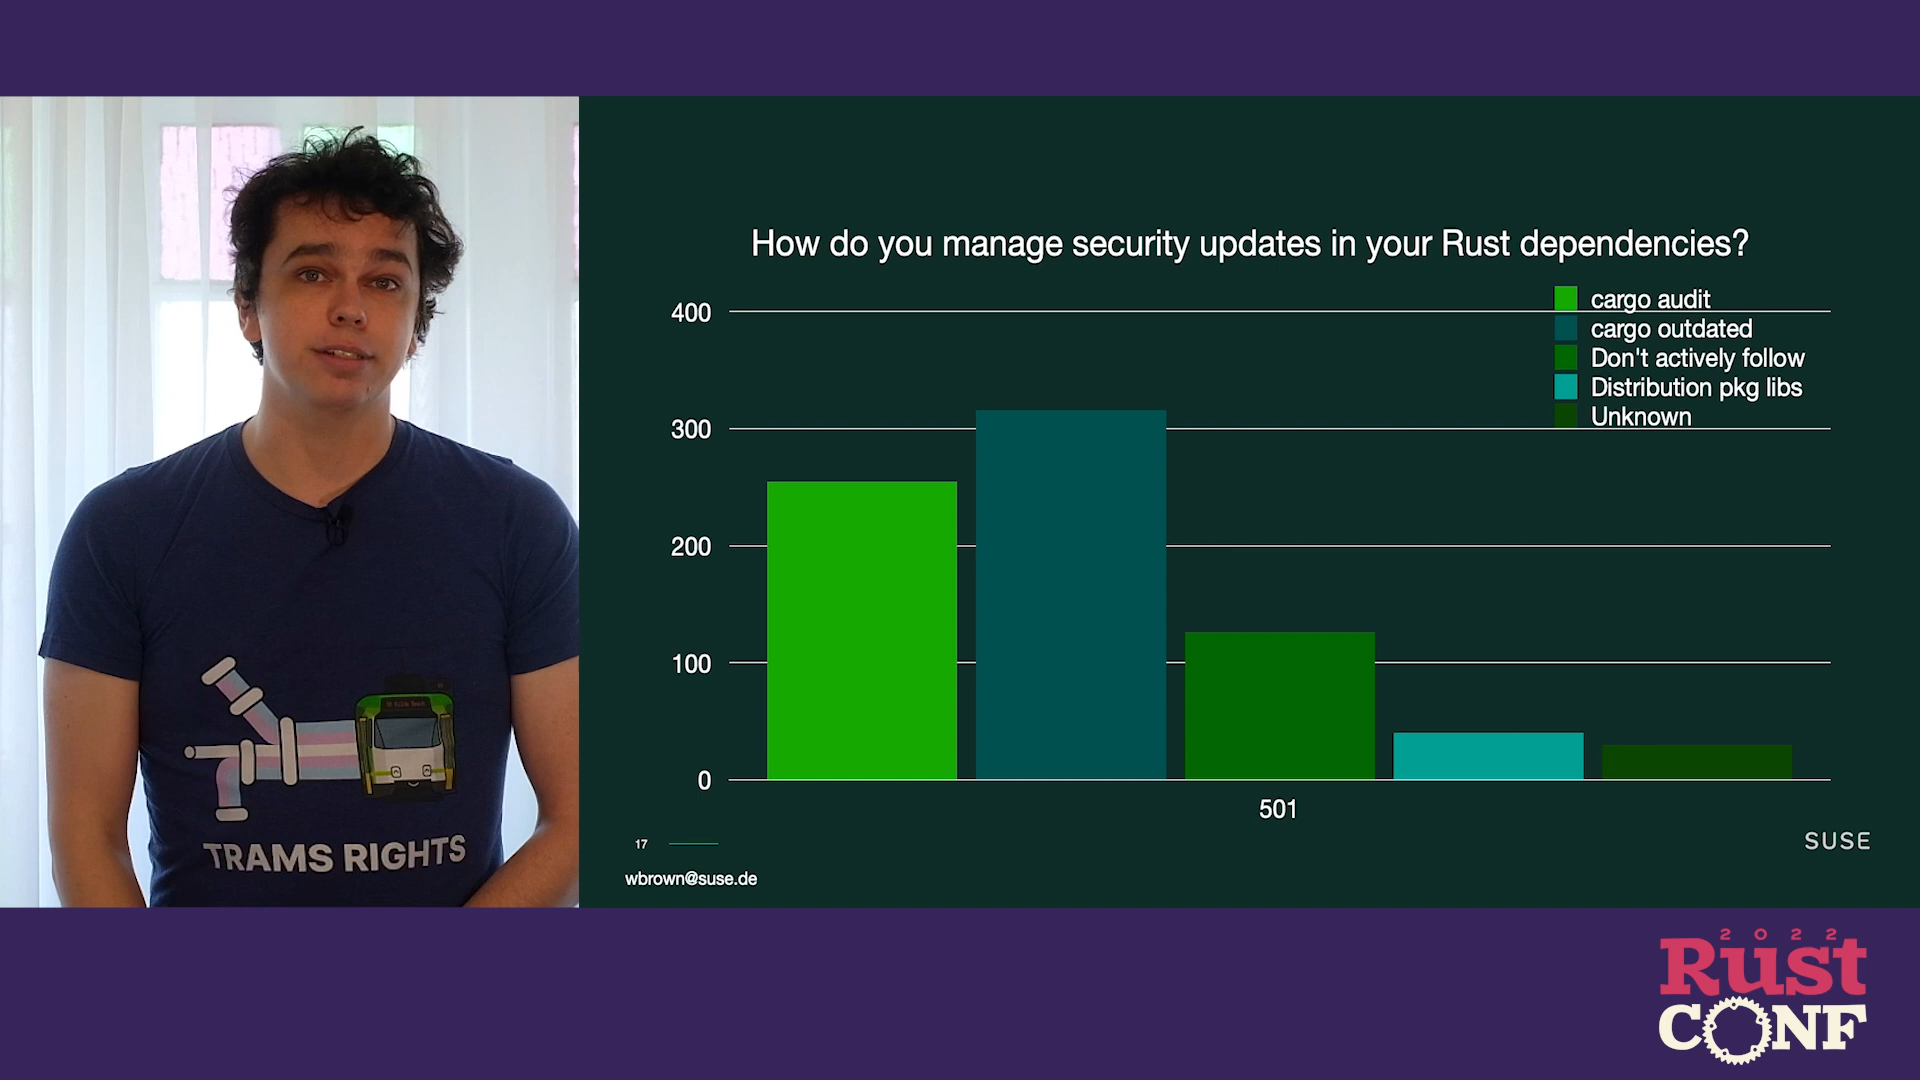 How do you manage security updates in your Rust dependencies?
400
300
200
100
0
cargo audit
cargo outdated
Don't actively follow
Distribution pkg libs
Unknown
501
17
wbrown@suse.de
SUSE
TRAMS RIGHTS
2022
Rust
CONF